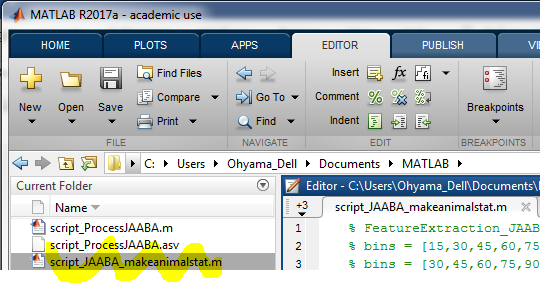 MATLAB R2017a - academic use
HOME PLOTS APPS EDITOR PUBLISH
New Open Save Find Files Compare Print
Go To Find
Insert fx
Comment
Indent
Breakpoints
FILE NAVIGATE EDIT BREAKPOINTS
C: Users Ohyama_Dell Documents MATLAB
Current Folder
Name
script_ProcessJAABA.m
script_ProcessJAABA.asv
script_JAABA_makeanimalstat.m
Editor - C:\Users\Ohyama_Dell\Documents\
+3 script_JAABA_makeanimalstat.m
1 % FeatureExtraction_JAAB
2 % bins = [15,30,45,60,75
3 % bins = [30,45,60,75,90